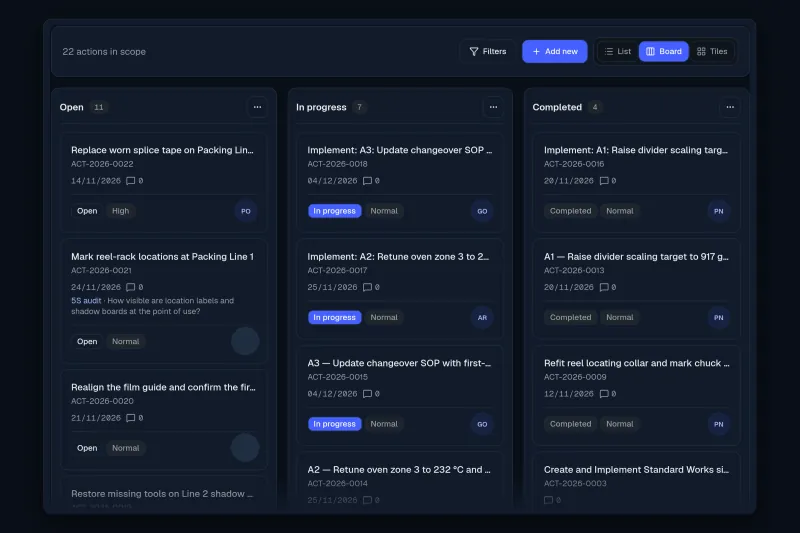 22 actions in scope
Filters
+ Add new
List
Board
Tiles
Open 11
Replace worn splice tape on Packing Lin...
ACT-2026-0022
14/11/2026 0
Open High PO
Mark reel-rack locations at Packing Line 1
ACT-2026-0021
24/11/2026 0
5S audit · How visible are location labels and
shadow boards at the point of use?
Open Normal
Realign the film guide and confirm the fir...
ACT-2026-0020
21/11/2026 0
Open Normal
Restore missing tools on Line 2 shadow ...
In progress 7
Implement: A3: Update changeover SOP ...
ACT-2026-0018
04/12/2026 0
In progress Normal GO
Implement: A2: Retune oven zone 3 to 2...
ACT-2026-0017
25/11/2026 0
In progress Normal AR
A3 — Update changeover SOP with first-...
ACT-2026-0015
04/12/2026 0
In progress Normal GO
A2 — Retune oven zone 3 to 232 °C and ...
ACT-2026-0014
25/11/2026 0
Completed 4
Implement: A1: Raise divider scaling targ...
ACT-2026-0016
20/11/2026 0
Completed Normal PN
A1 — Raise divider scaling target to 917 g...
ACT-2026-0013
20/11/2026 0
Completed Normal PN
Refit reel locating collar and mark chuck ...
ACT-2026-0009
12/11/2026 0
Completed Normal PN
Create and Implement Standard Works si...
ACT-2026-0003
0